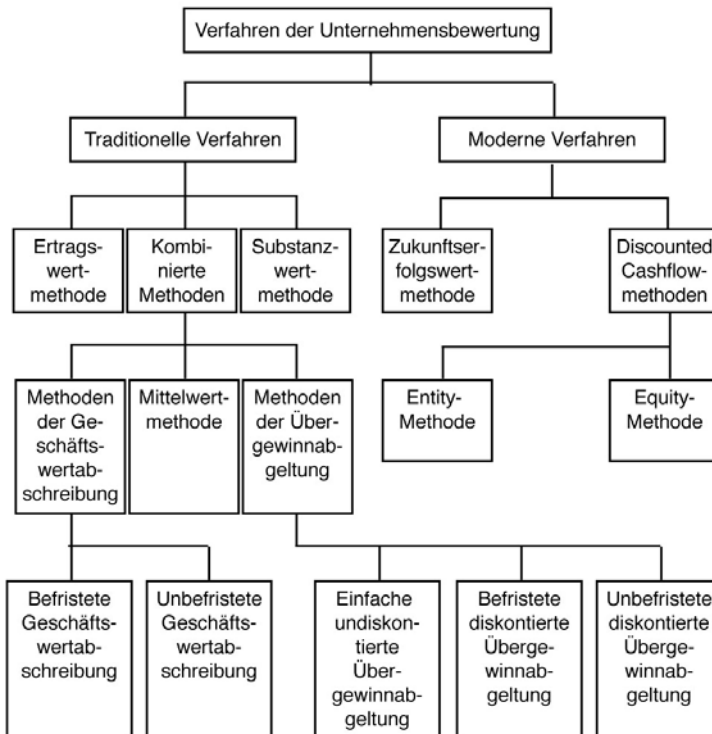 Verfahren der Unternehmensbewertung
Traditionelle Verfahren
Moderne Verfahren
Ertrags-
wert-
methode
Kombi-
nierte
Methoden
Substanz-
wert-
methode
Zukunftser-
folgswert-
methode
Discounted
Cashflow-
methoden
Methoden
der Ge-
schäfts-
wertab-
schreibung
Mittelwert-
methode
Methoden
der Über-
gewinnab-
geltung
Entity-
Methode
Equity-
Methode
Befristete
Geschäfts-
wertab-
schreibung
Unbefristete
Geschäfts-
wertab-
schreibung
Einfache
undiskon-
tierte
Über-
gewinnab-
geltung
Befristete
diskontierte
Überge-
winnab-
geltung
Unbefristete
diskontierte
Überge-
winnab-
geltung